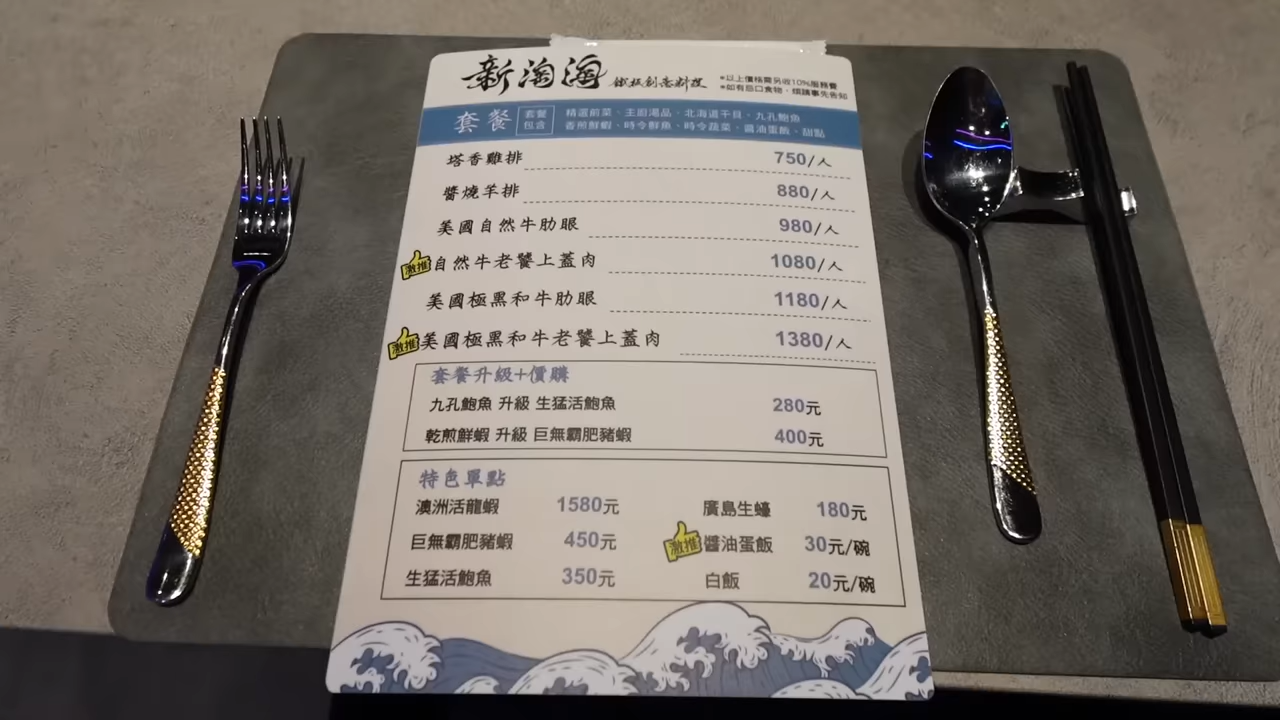 新淘淘 鐵板創意料理
*以上價格需另收10%服務費
*如有忌口食物,煩請事先告知
套餐 套餐包含
精選前菜、主廚湯品、北海道干貝、九孔鮑魚
香煎鮮蝦、時令鮮魚、時令蔬菜、醬油蛋飯、甜點
塔香雞排 750/人
醬燒羊排 880/人
美國自然牛肋眼 980/人
激推 自然牛老饕上蓋肉 1080/人
美國極黑和牛肋眼 1180/人
激推 美國極黑和牛老饕上蓋肉 1380/人
套餐升級+價購
九孔鮑魚 升級 生猛活鮑魚 280元
乾煎鮮蝦 升級 巨無霸肥豬蝦 400元
特色單點
澳洲活龍蝦 1580元 廣島生蠔 180元
巨無霸肥豬蝦 450元 激推 醬油蛋飯 30元/碗
生猛活鮑魚 350元 白飯 20元/碗